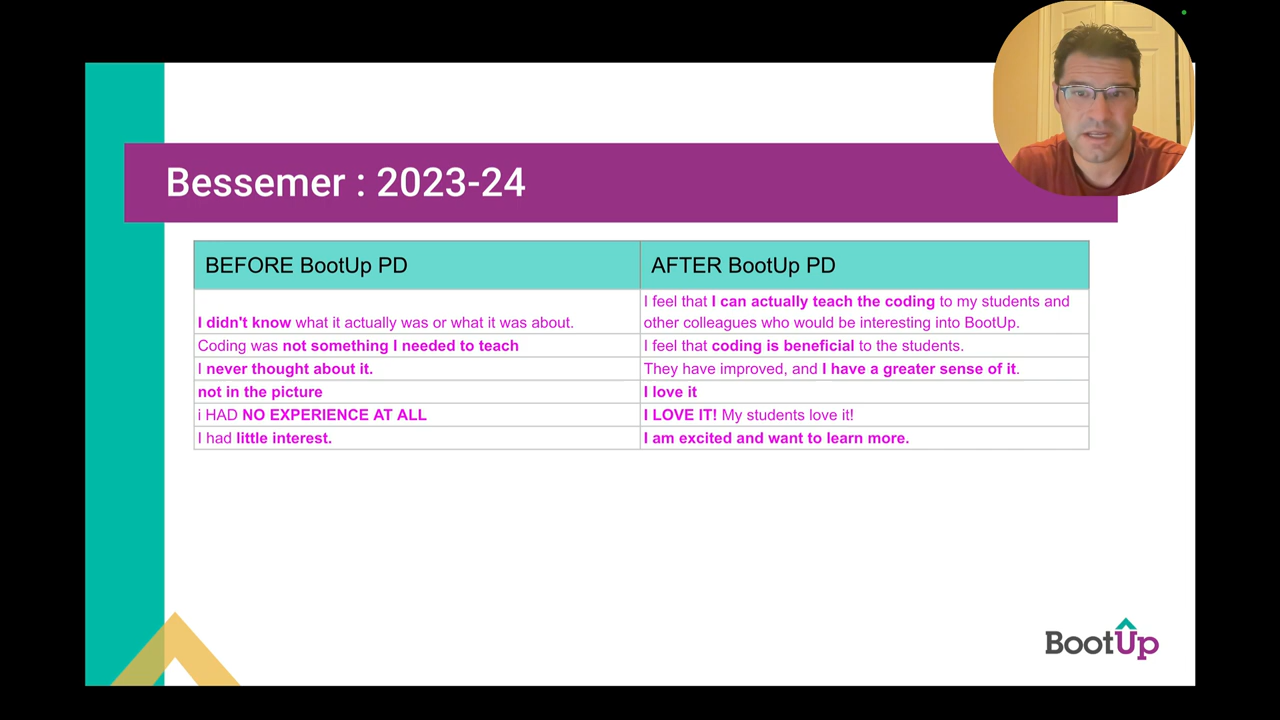 Bessemer : 2023-24
BEFORE BootUp PD
AFTER BootUp PD
I didn't know what it actually was or what it was about.
I feel that I can actually teach the coding to my students and
other colleagues who would be interesting into BootUp.
Coding was not something I needed to teach
I feel that coding is beneficial to the students.
I never thought about it.
They have improved, and I have a greater sense of it.
not in the picture
I love it
i HAD NO EXPERIENCE AT ALL
I LOVE IT! My students love it!
I had little interest.
I am excited and want to learn more.
BootUp